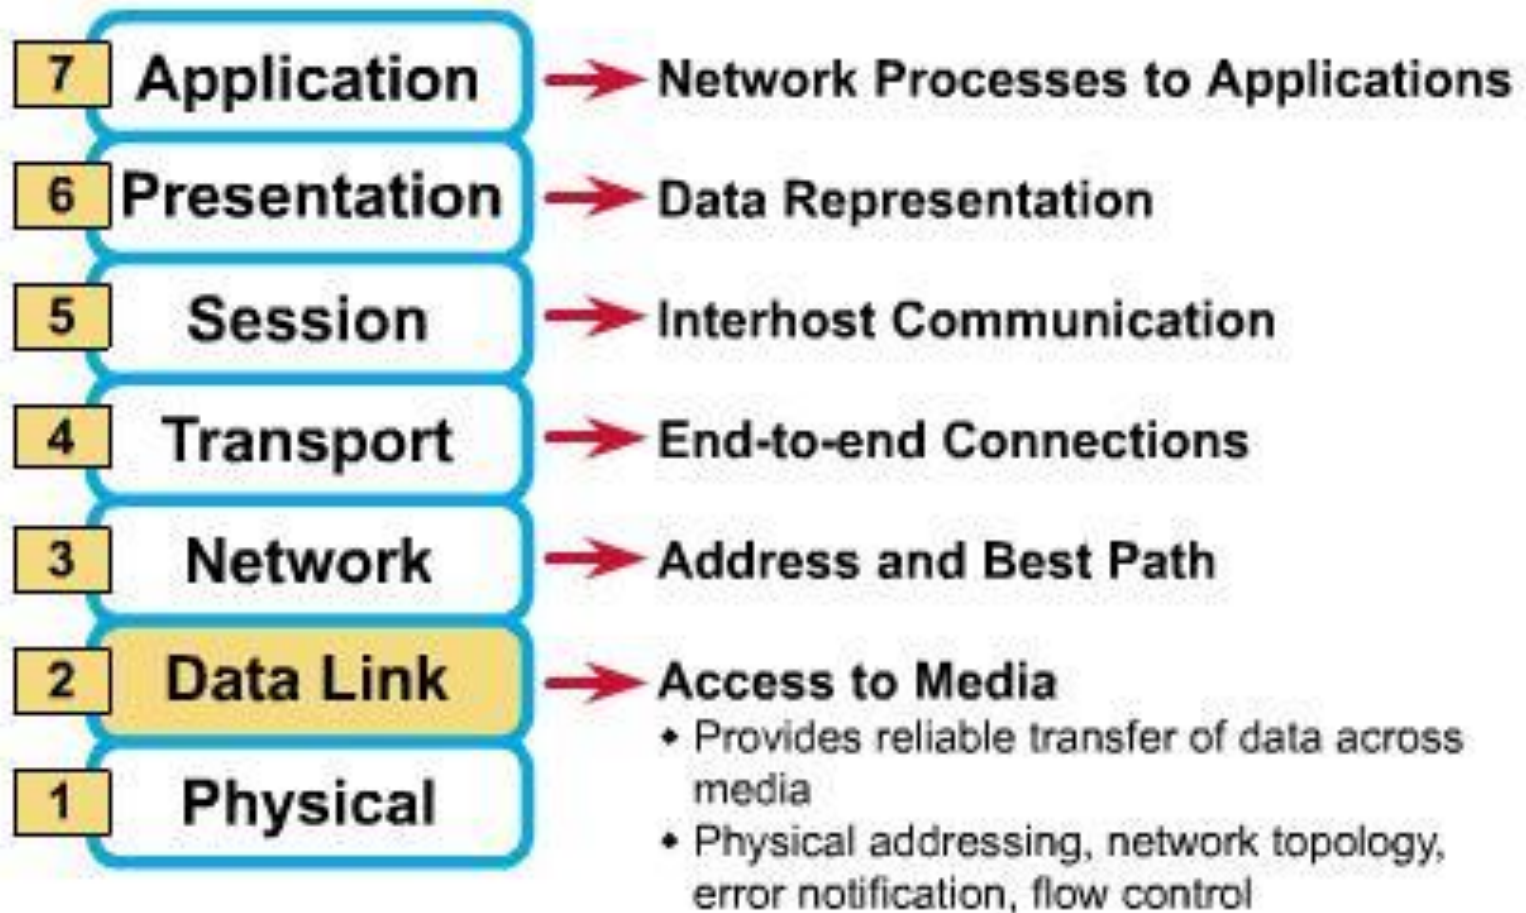 7 Application Network Processes to Applications
6 Presentation Data Representation
5 Session Interhost Communication
4 Transport End-to-end Connections
3 Network Address and Best Path
2 Data Link Access to Media
• Provides reliable transfer of data across
media
1 Physical
• Physical addressing, network topology,
error notification, flow control